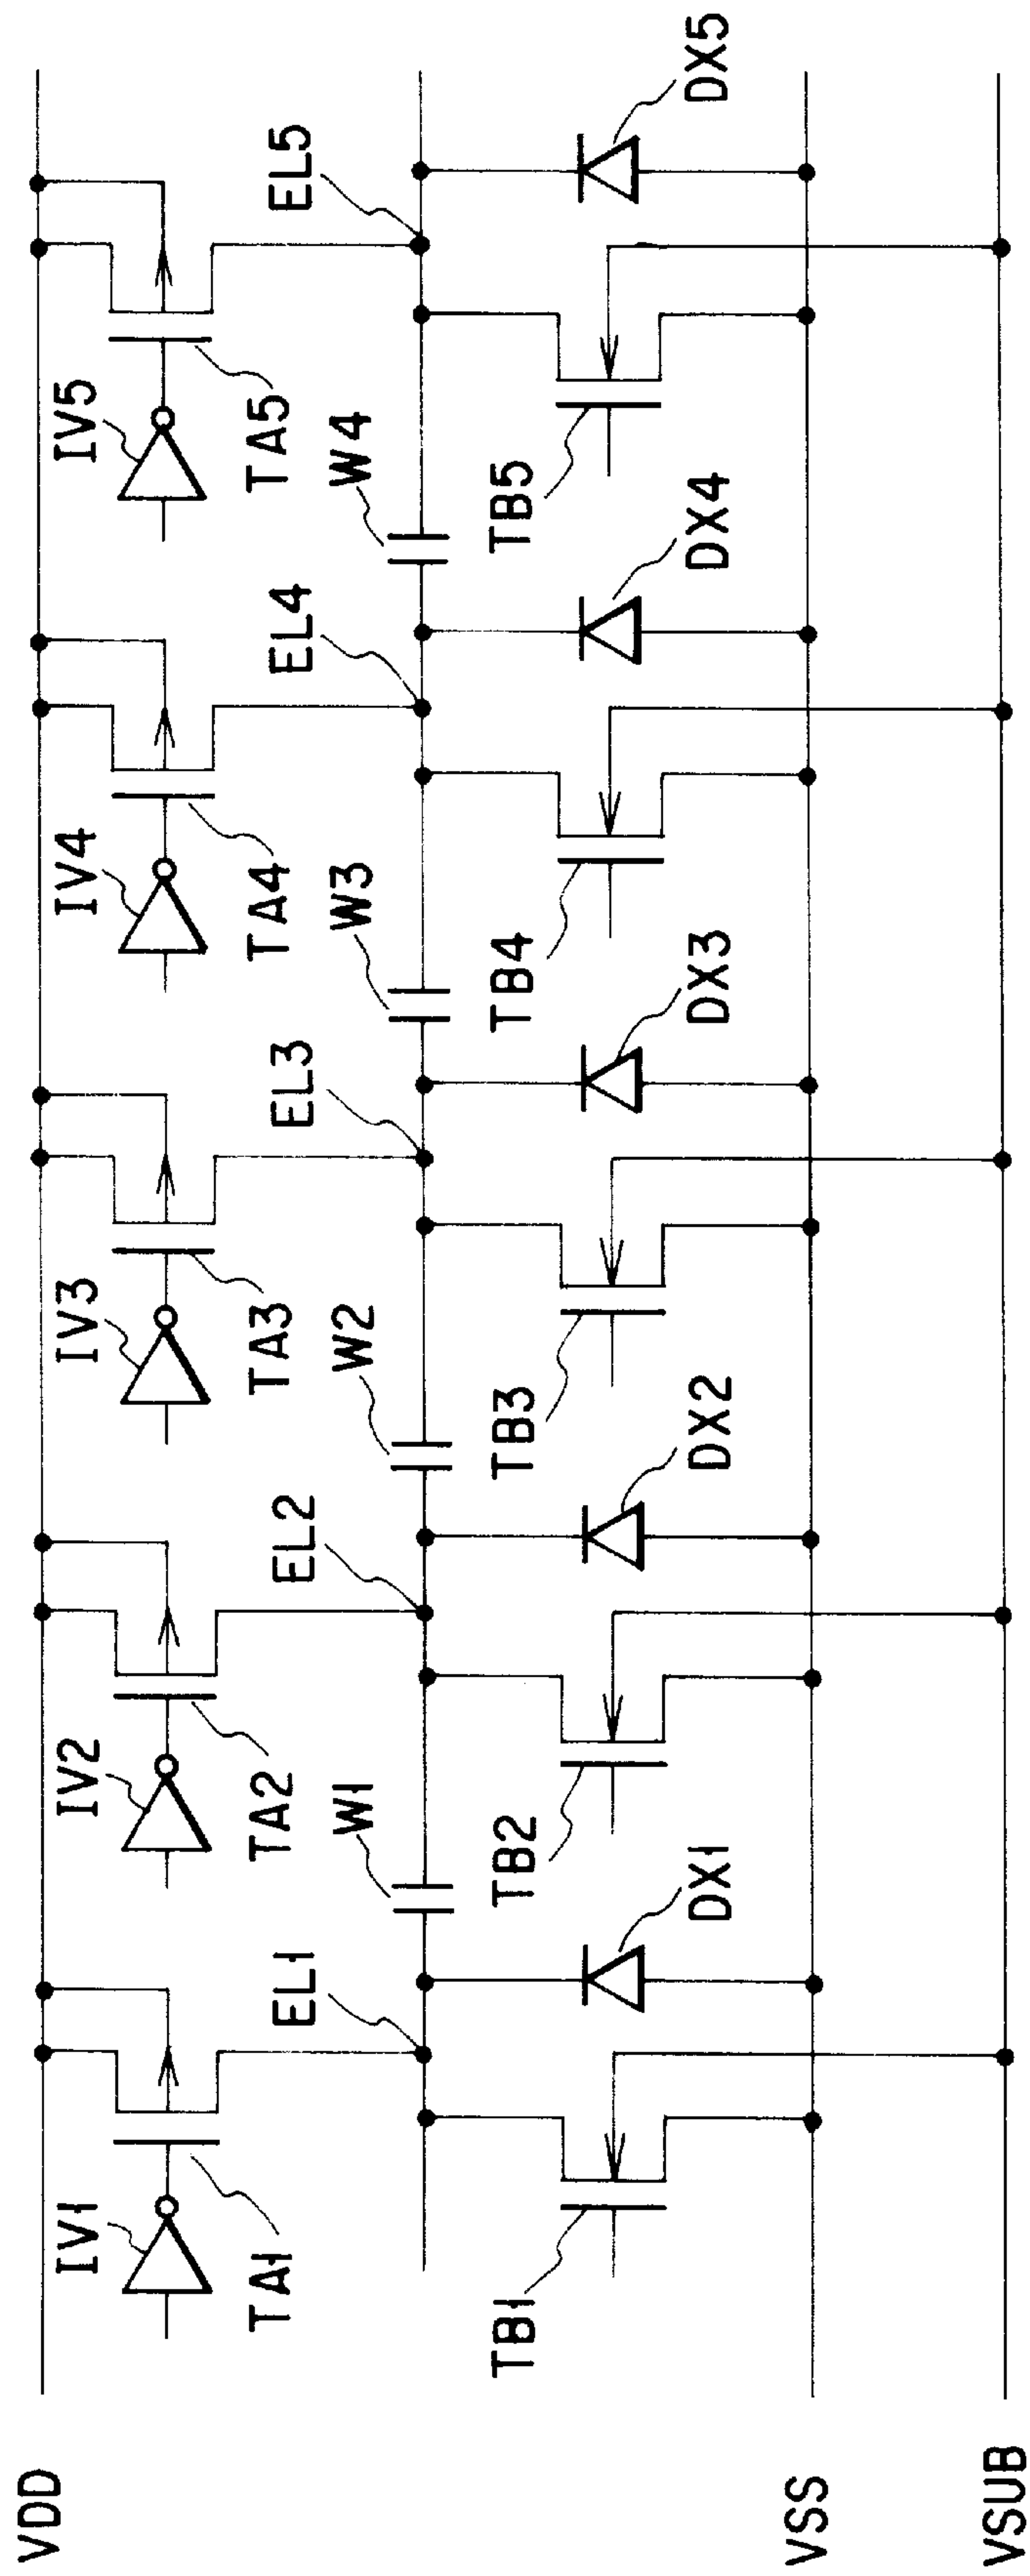 VDD
IV1
TA1
IV2
TA2
IV3
TA3
IV4
TA4
IV5
TA5
EL1
EL2
EL3
EL4
EL5
W1
W2
W3
W4
TB1
DX1
TB2
DX2
TB3
DX3
TB4
DX4
TB5
DX5
VSS
VSUB